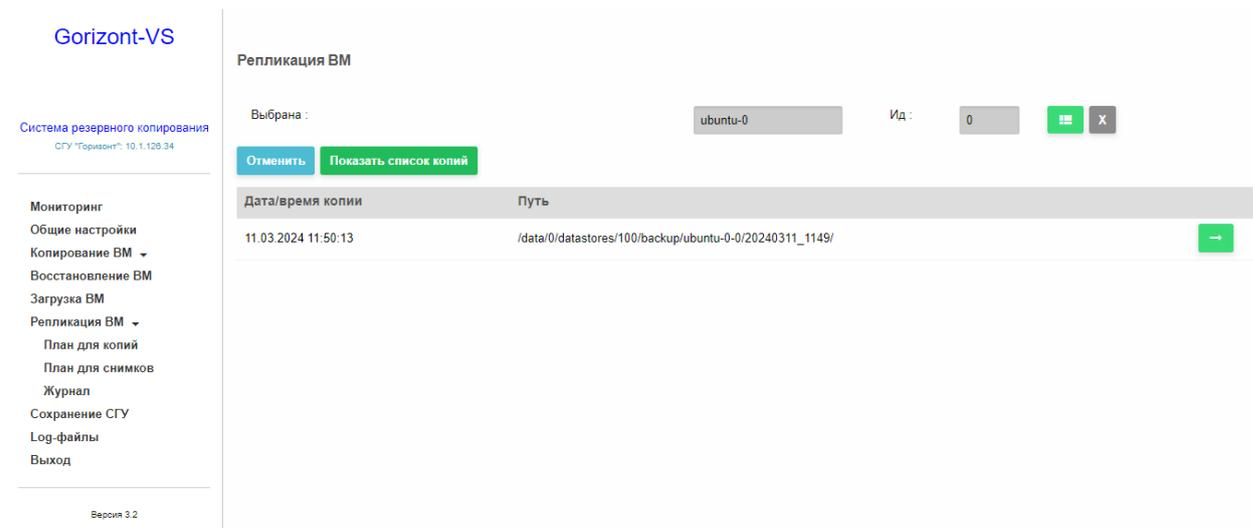 Gorizont-VS
Система резервного копирования
СГУ "Горизонт": 10.1.126.34
Мониторинг
Общие настройки
Копирование ВМ
Восстановление ВМ
Загрузка ВМ
Репликация ВМ
План для копий
План для снимков
Журнал
Сохранение СГУ
Log-файлы
Выход
Версия 3.2
Репликация ВМ
Выбрана : ubuntu-0 Ид : 0 X
Отменить Показать список копий
Дата/время копии Путь
11.03.2024 11:50:13 /data/0/datastores/100/backup/ubuntu-0-0/20240311_1149/